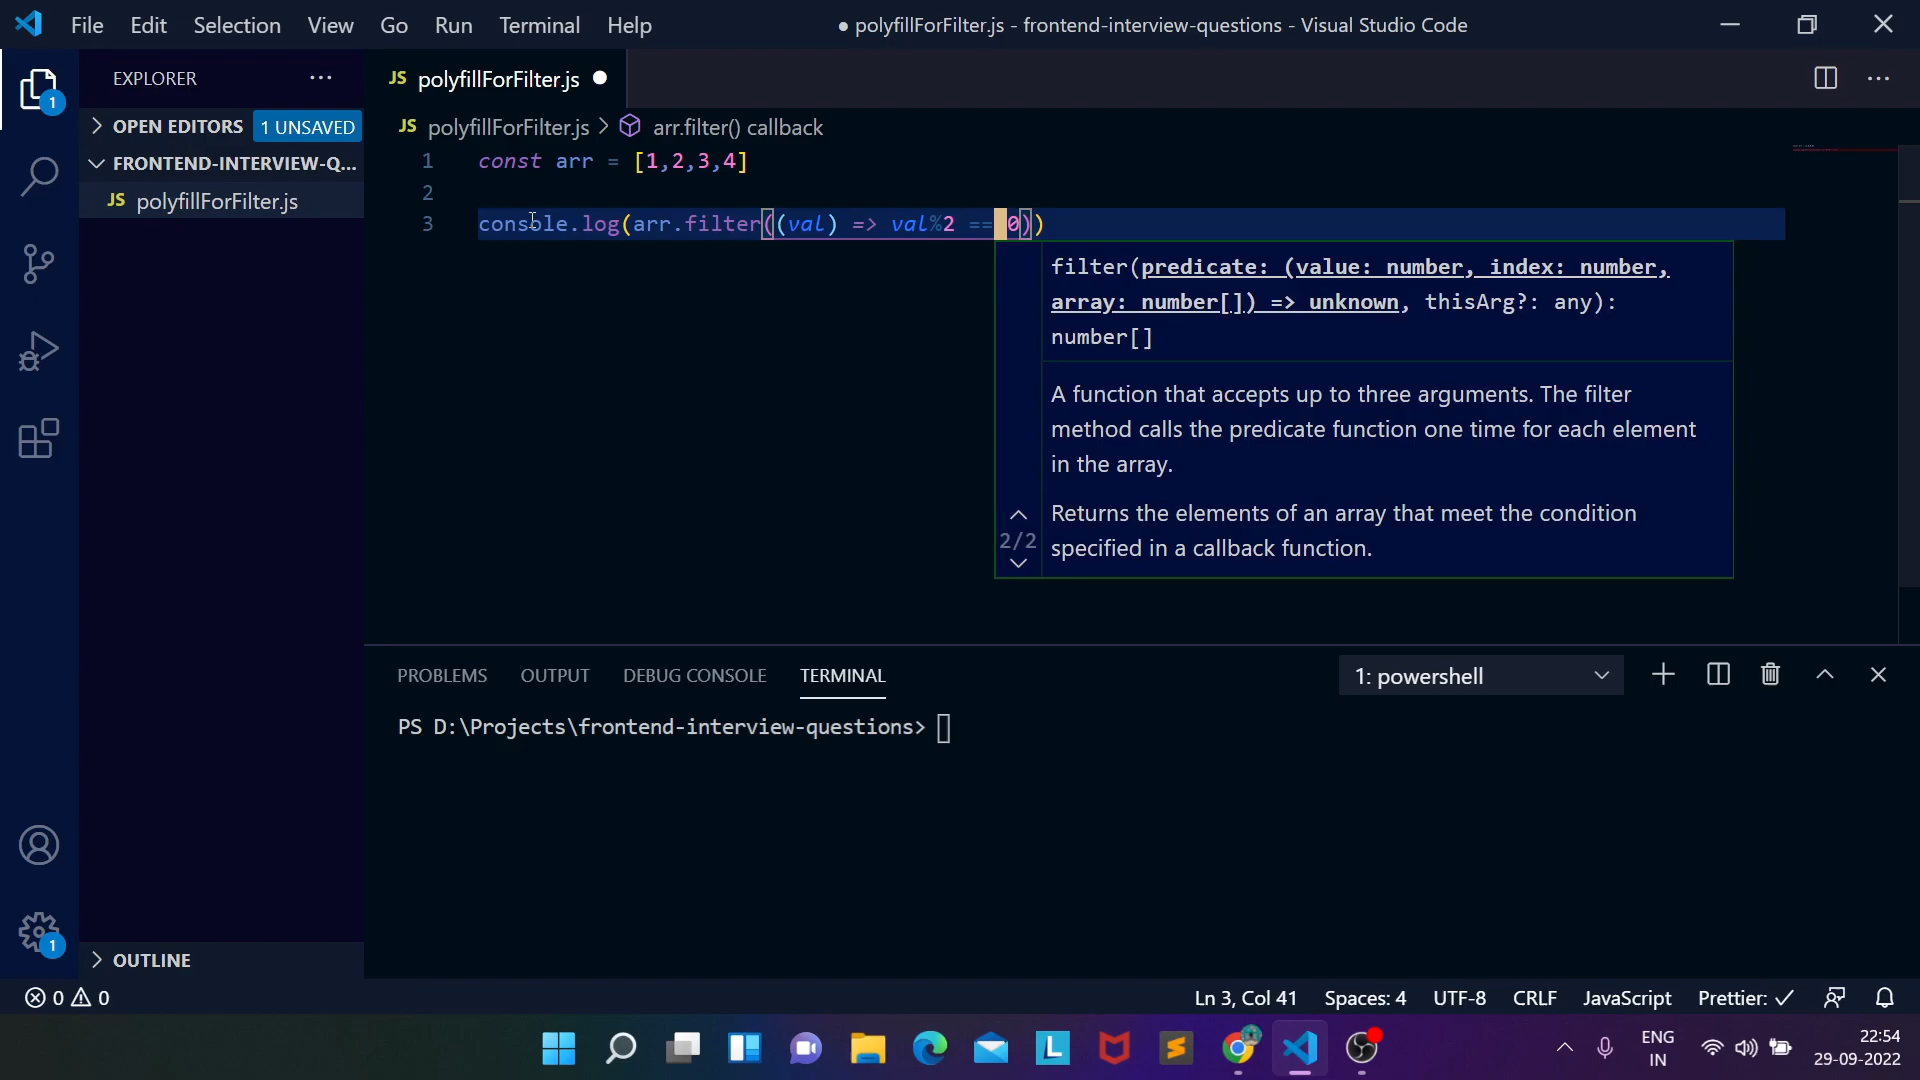 File Edit Selection View Go Run Terminal Help
● polyfillForFilter.js - frontend-interview-questions - Visual Studio Code
EXPLORER
OPEN EDITORS 1 UNSAVED
FRONTEND-INTERVIEW-Q...
JS polyfillForFilter.js
OUTLINE
JS polyfillForFilter.js
JS polyfillForFilter.js > arr.filter() callback
1 const arr = [1,2,3,4]
2
3 console.log(arr.filter((val) => val%2 == 0))
filter(predicate: (value: number, index: number,
array: number[]) => unknown, thisArg?: any):
number[]
A function that accepts up to three arguments. The filter
method calls the predicate function one time for each element
in the array.
2/2
Returns the elements of an array that meet the condition
specified in a callback function.
PROBLEMS OUTPUT DEBUG CONSOLE TERMINAL
1: powershell
PS D:\Projects\frontend-interview-questions>
1
1
0 0
Ln 3, Col 41 Spaces: 4 UTF-8 CRLF JavaScript Prettier: ✓
L
ENG
IN
22:54
29-09-2022